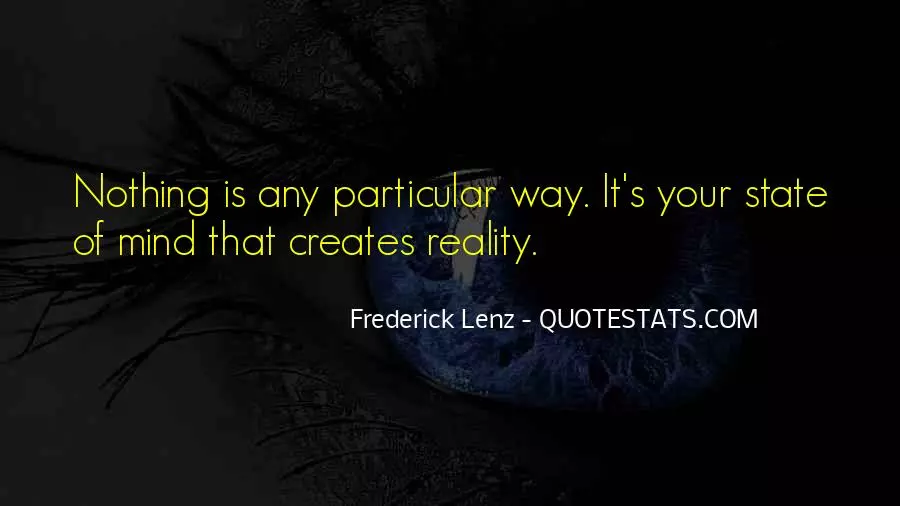 Nothing is any particular way. It's your state
of mind that creates reality.
Frederick Lenz - QUOTESTATS.COM